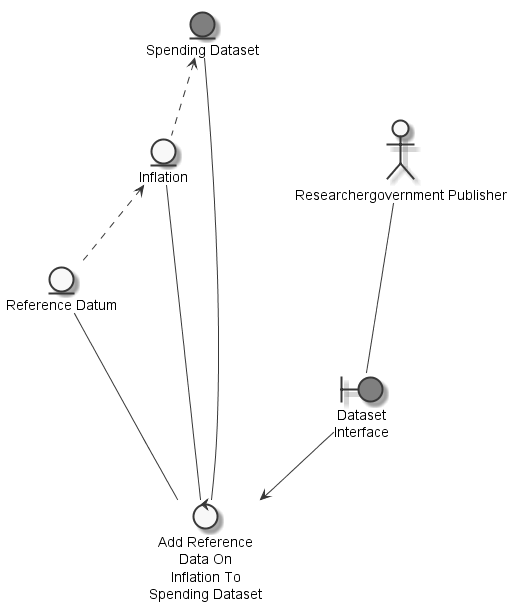 Spending Dataset
Inflation
Researchergovernment Publisher
Reference Datum
Dataset
Interface
Add Reference
Data On
Inflation To
Spending Dataset